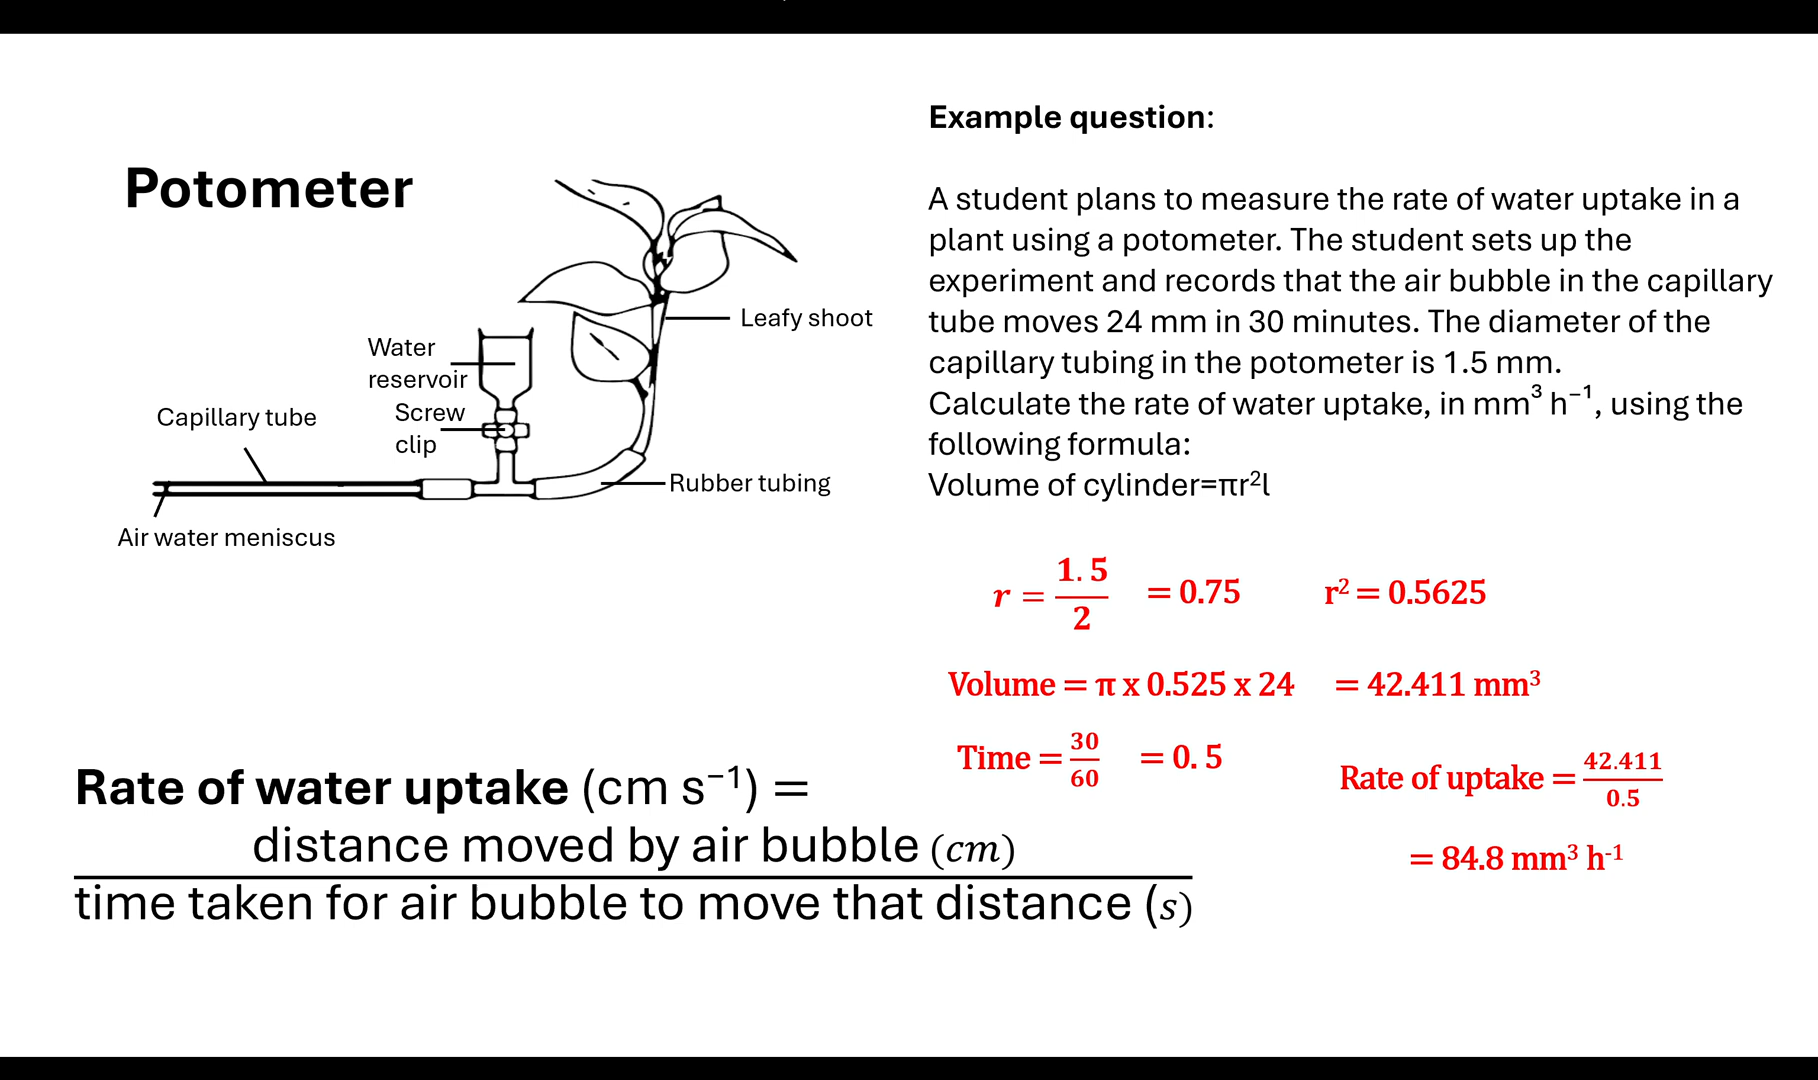 Potometer
Leafy shoot
Water
reservoir
Screw
clip
Capillary tube
Rubber tubing
Air water meniscus
Rate of water uptake (cm s⁻¹) =
distance moved by air bubble (cm)
time taken for air bubble to move that distance (s)
Example question:
A student plans to measure the rate of water uptake in a
plant using a potometer. The student sets up the
experiment and records that the air bubble in the capillary
tube moves 24 mm in 30 minutes. The diameter of the
capillary tubing in the potometer is 1.5 mm.
Calculate the rate of water uptake, in mm³ h⁻¹, using the
following formula:
Volume of cylinder=πr²l
r = 1.5/2 = 0.75 r² = 0.5625
Volume = π x 0.525 x 24 = 42.411 mm³
Time = 30/60 = 0.5
Rate of uptake = 42.411/0.5
= 84.8 mm³ h⁻¹